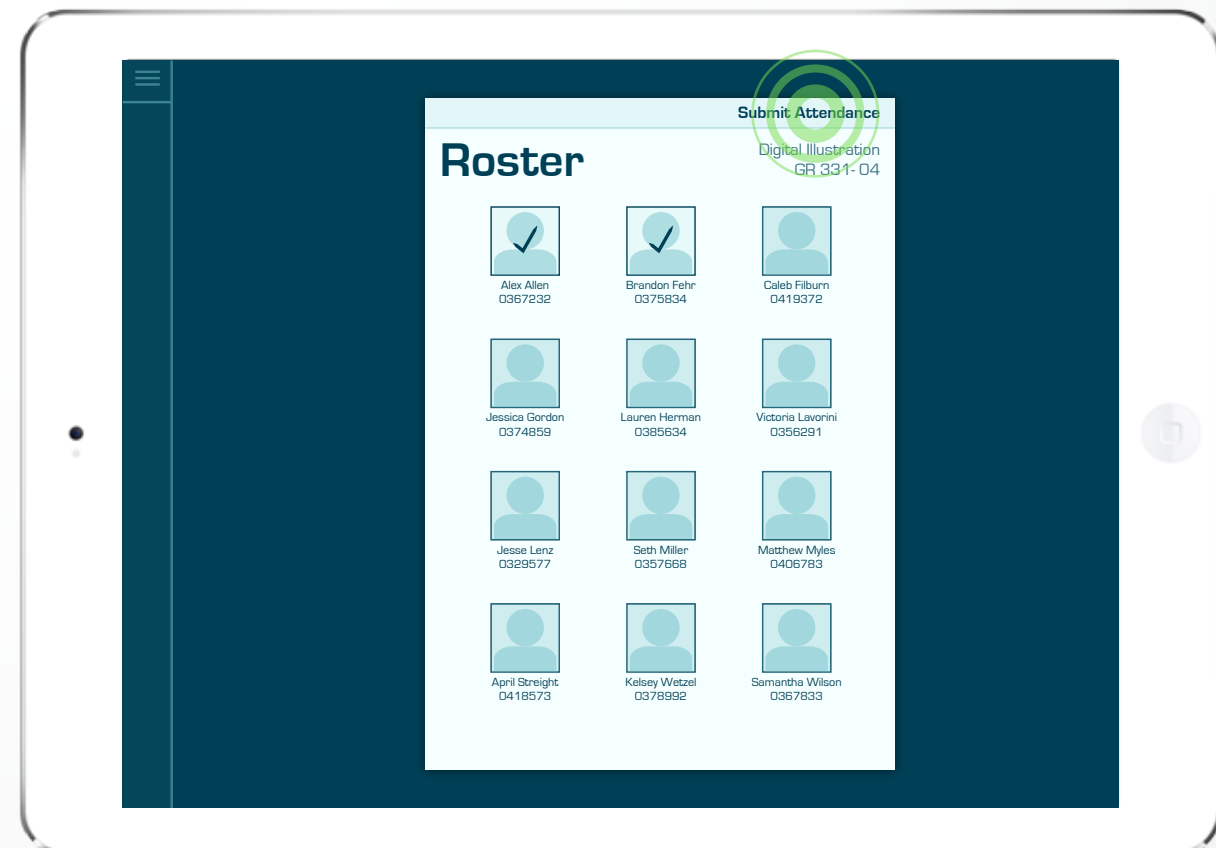 Submit Attendance
Roster
Digital Illustration
GR 331-04
Alex Allen
0367232
Brandon Fehr
0375834
Caleb Filburn
0419372
Jessica Gordon
0374859
Lauren Herman
0385634
Victoria Lavorini
0356291
Jesse Lenz
0329577
Seth Miller
0357668
Matthew Myles
0406783
April Streight
0418573
Kelsey Wetzel
0378992
Samantha Wilson
0367833